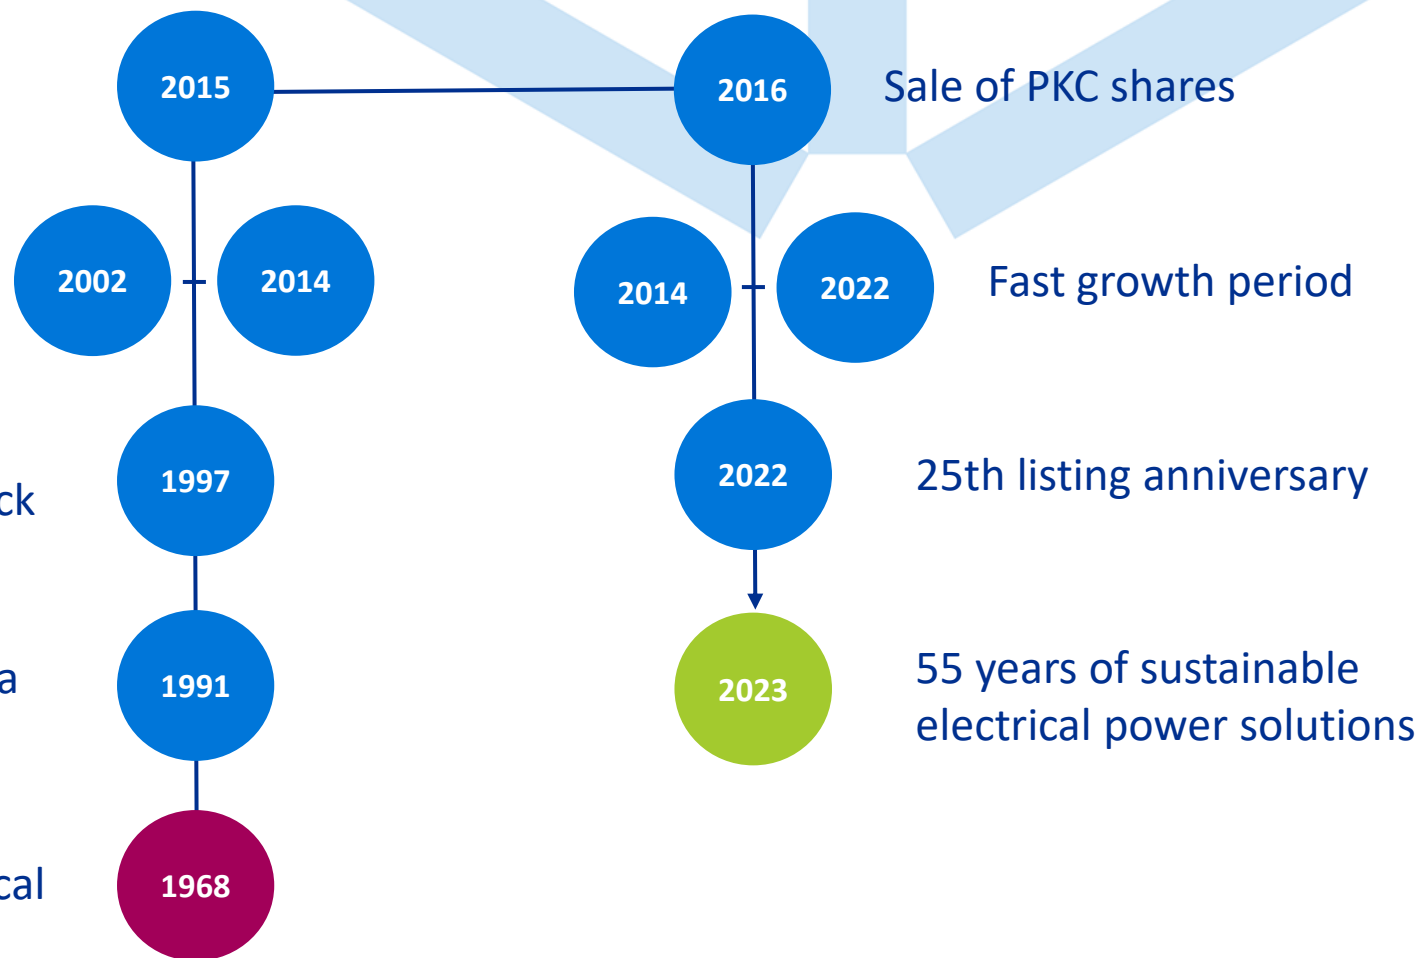 2015
2016
Sale of PKC shares
2002
2014
2014
2022
Fast growth period
1997
2022
25th listing anniversary
1991
2023
55 years of sustainable
electrical power solutions
1968